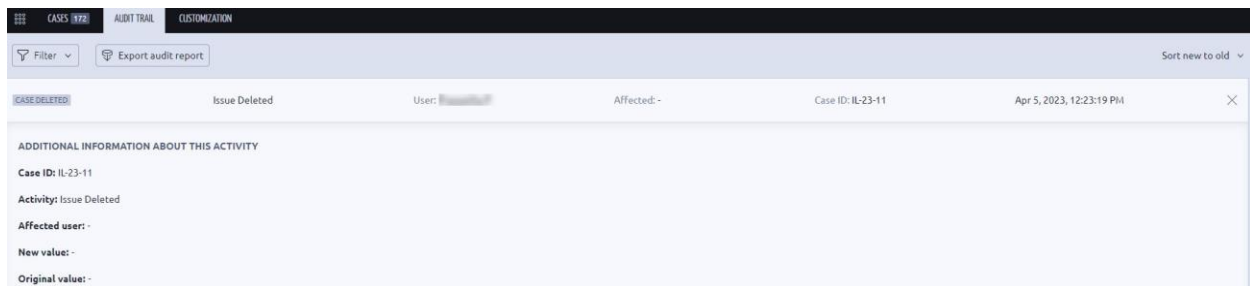 CASES 172 AUDIT TRAIL CUSTOMIZATION
Filter Export audit report Sort new to old
CASE DELETED Issue Deleted User: Affected: - Case ID: IL-23-11 Apr 5, 2023, 12:23:19 PM
ADDITIONAL INFORMATION ABOUT THIS ACTIVITY
Case ID: IL-23-11
Activity: Issue Deleted
Affected user: -
New value: -
Original value: -